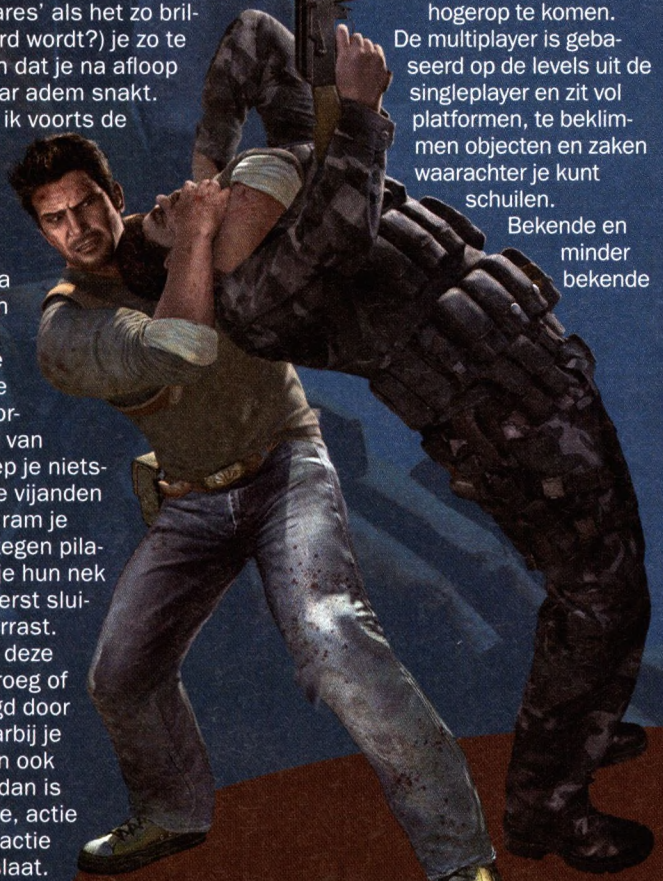 ares’ als het zo bril-
rd wordt?) je zo te
n dat je na afloop
ar adem snakt.
ik voorts de
a
n
e
e
or-
van
ep je niets-
e vijanden
ram je
egen pila-
je hun nek
erst slui-
rrast.
deze
roeg of
gd door
arbij je
n ook
dan is
e, actie
actie
slaat.
hogerop te komen.
De multiplayer is geba-
seerd op de levels uit de
singleplayer en zit vol
platformen, te beklim-
men objecten en zaken
waarachter je kunt
schuilen.
Bekende en
minder
bekende